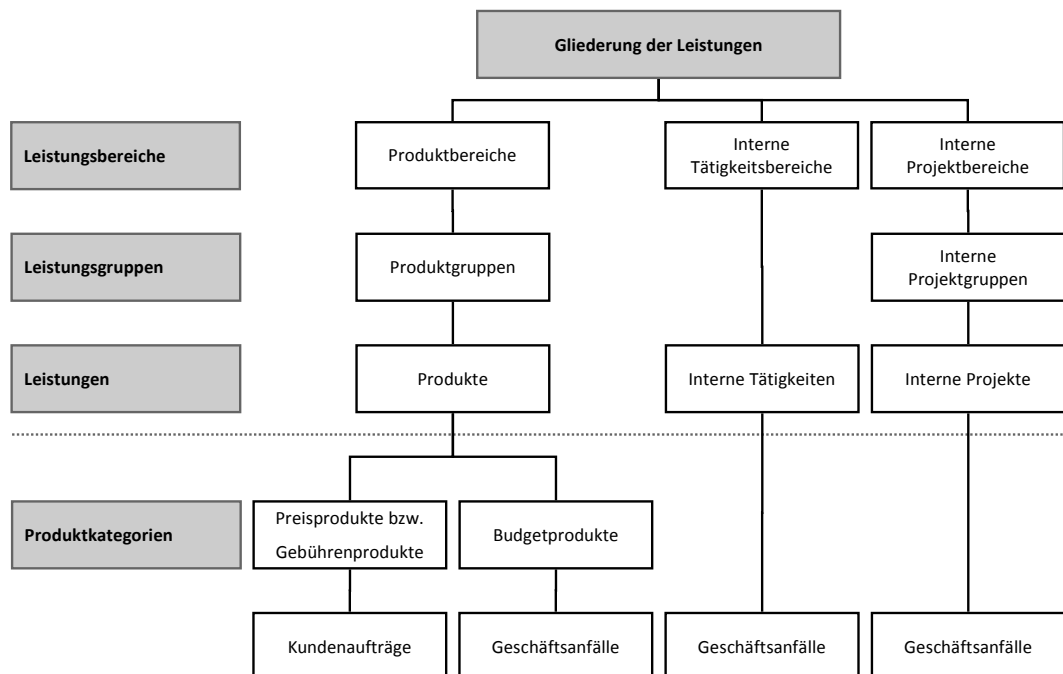 Gliederung der Leistungen
Leistungsbereiche
Produktbereiche
Interne
Tätigkeitsbereiche
Interne
Projektbereiche
Leistungsgruppen
Produktgruppen
Interne
Projektgruppen
Leistungen
Produkte
Interne Tätigkeiten
Interne Projekte
Produktkategorien
Preisprodukte bzw.
Gebührenprodukte
Budgetprodukte
Kundenaufträge
Geschäftsanfälle
Geschäftsanfälle
Geschäftsanfälle